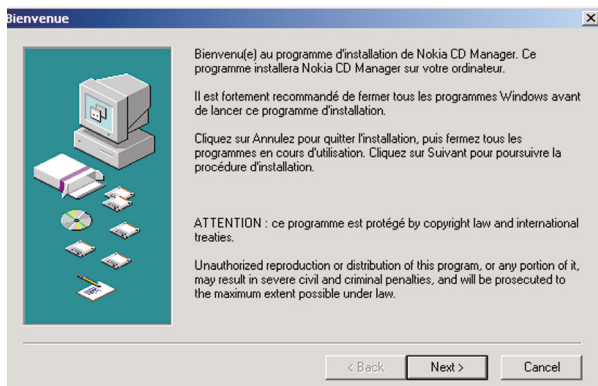 Bienvenue
Bienvenu(e) au programme d'installation de Nokia CD Manager. Ce
programme installera Nokia CD Manager sur votre ordinateur.
Il est fortement recommandé de fermer tous les programmes Windows avant
de lancer ce programme d'installation.
Cliquez sur Annulez pour quitter l'installation, puis fermez tous les
programmes en cours d'utilisation. Cliquez sur Suivant pour poursuivre la
procédure d'installation.
ATTENTION : ce programme est protégé by copyright law and international
treaties.
Unauthorized reproduction or distribution of this program, or any portion of it,
may result in severe civil and criminal penalties, and will be prosecuted to
the maximum extent possible under law.
< Back Next > Cancel